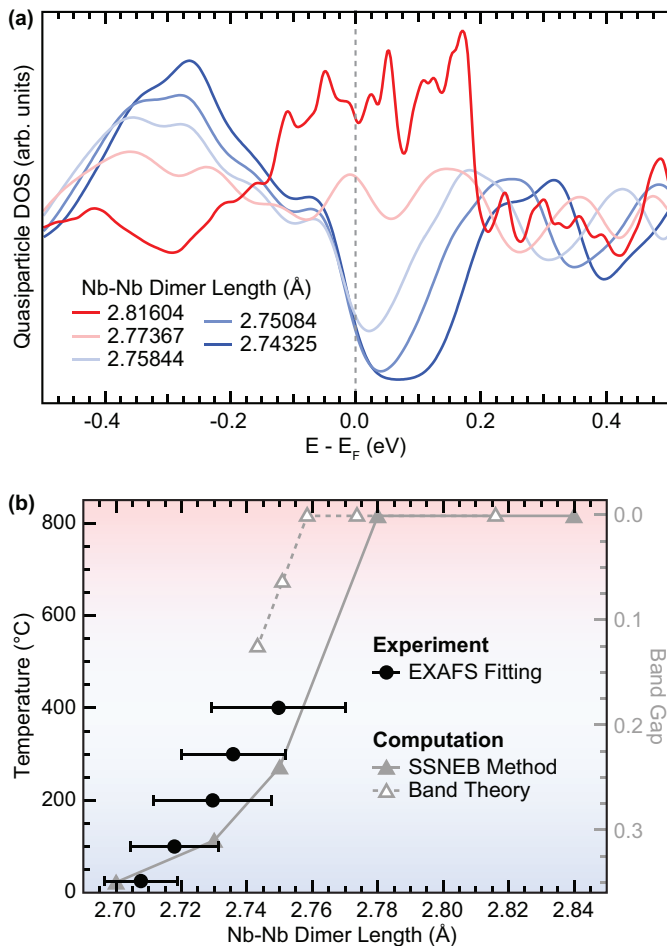 (a)
Quasiparticle DOS (arb. units)
Nb-Nb Dimer Length (Å)
2.81604
2.77367
2.75844
2.75084
2.74325
-0.4 -0.2 0.0 0.2 0.4
E - E_F (eV)
(b)
800
600
400
200
0
Temperature (°C)
0.0
0.1
0.2
0.3
Band Gap
Experiment
EXAFS Fitting
Computation
SSNEB Method
Band Theory
2.70 2.72 2.74 2.76 2.78 2.80 2.82 2.84
Nb-Nb Dimer Length (Å)